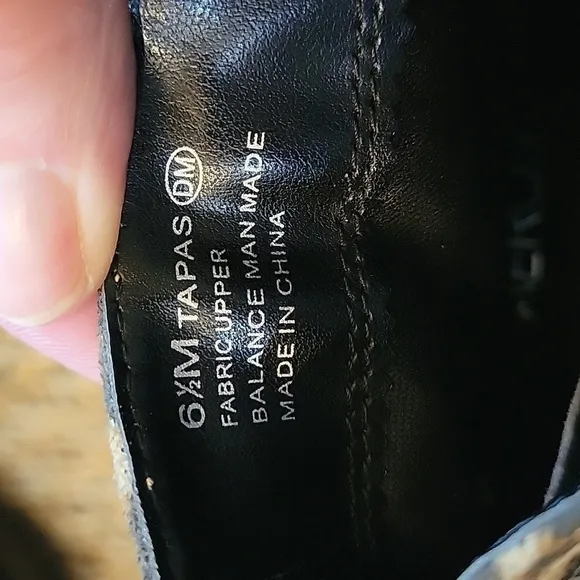 6½M TAPAS DM
FABRIC UPPER
BALANCE MAN MADE
MADE IN CHINA